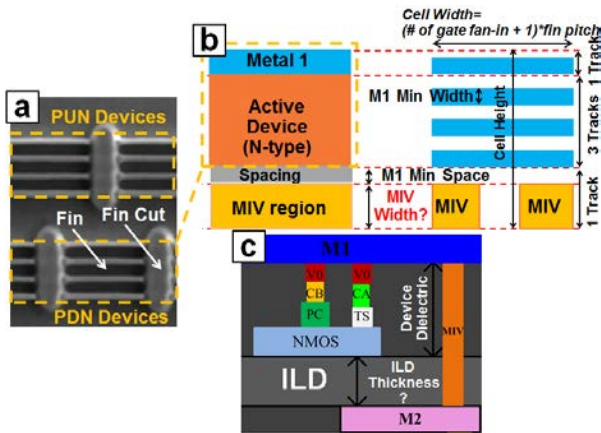 a
PUN Devices
Fin
Fin Cut
PDN Devices
b
Cell Width=
(# of gate fan-in + 1)*fin pitch
Metal 1
Active
Device
(N-type)
Spacing
MIV region
M1 Min Width
M1 Min Space
MIV
Width?
MIV
MIV
Cell Height
1 Track
3 Tracks
1 Track
c
M1
V0
V0
CB
CA
PC
TS
NMOS
Device
Dielectric
MIV
ILD
ILD
Thickness
?
M2